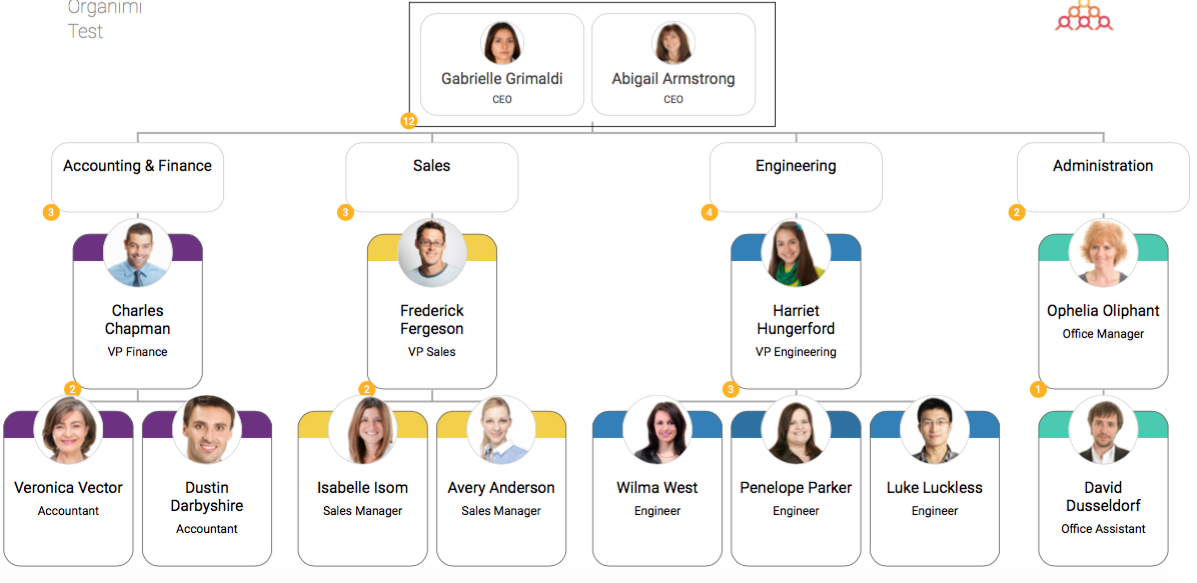 Organimi
Test
Gabrielle Grimaldi
CEO
Abigail Armstrong
CEO
12
Accounting & Finance
Sales
Engineering
Administration
3
3
4
2
Charles
Chapman
VP Finance
Frederick
Fergeson
VP Sales
Harriet
Hungerford
VP Engineering
Ophelia Oliphant
Office Manager
2
2
3
1
Veronica Vector
Accountant
Dustin
Darbyshire
Accountant
Isabelle Isom
Sales Manager
Avery Anderson
Sales Manager
Wilma West
Engineer
Penelope Parker
Engineer
Luke Luckless
Engineer
David
Dusseldorf
Office Assistant